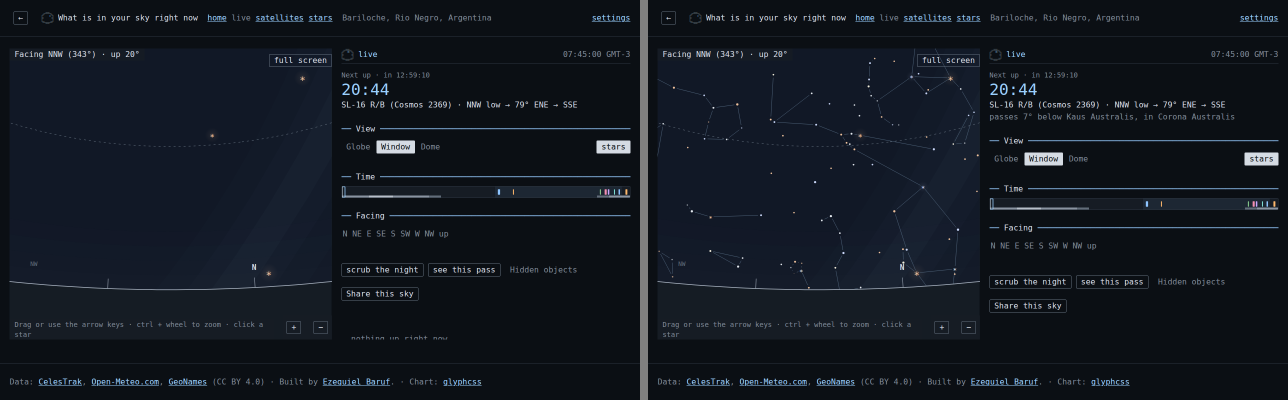 ← What is in your sky right now home live satellites stars Bariloche, Rio Negro, Argentina settings
Facing NNW (343°) · up 20°
full screen
NW
N
Drag or use the arrow keys · ctrl + wheel to zoom · click a
star
+ −
live 07:45:00 GMT-3
Next up · in 12:59:10
20:44
SL-16 R/B (Cosmos 2369) · NNW low → 79° ENE → SSE
View
Globe Window Dome stars
Time
Facing
N NE E SE S SW W NW up
scrub the night see this pass Hidden objects
Share this sky
nothing up right now
Data: CelesTrak, Open-Meteo.com, GeoNames (CC BY 4.0) · Built by Ezequiel Baruf. · Chart: glyphcss
← What is in your sky right now home live satellites stars Bariloche, Rio Negro, Argentina settings
Facing NNW (343°) · up 20°
full screen
NW
N
Drag or use the arrow keys · ctrl + wheel to zoom · click a
star
+ −
live 07:45:00 GMT-3
Next up · in 12:59:10
20:44
SL-16 R/B (Cosmos 2369) · NNW low → 79° ENE → SSE
passes 7° below Kaus Australis, in Corona Australis
View
Globe Window Dome stars
Time
Facing
N NE E SE S SW W NW up
scrub the night see this pass Hidden objects
Share this sky
Data: CelesTrak, Open-Meteo.com, GeoNames (CC BY 4.0) · Built by Ezequiel Baruf. · Chart: glyphcss